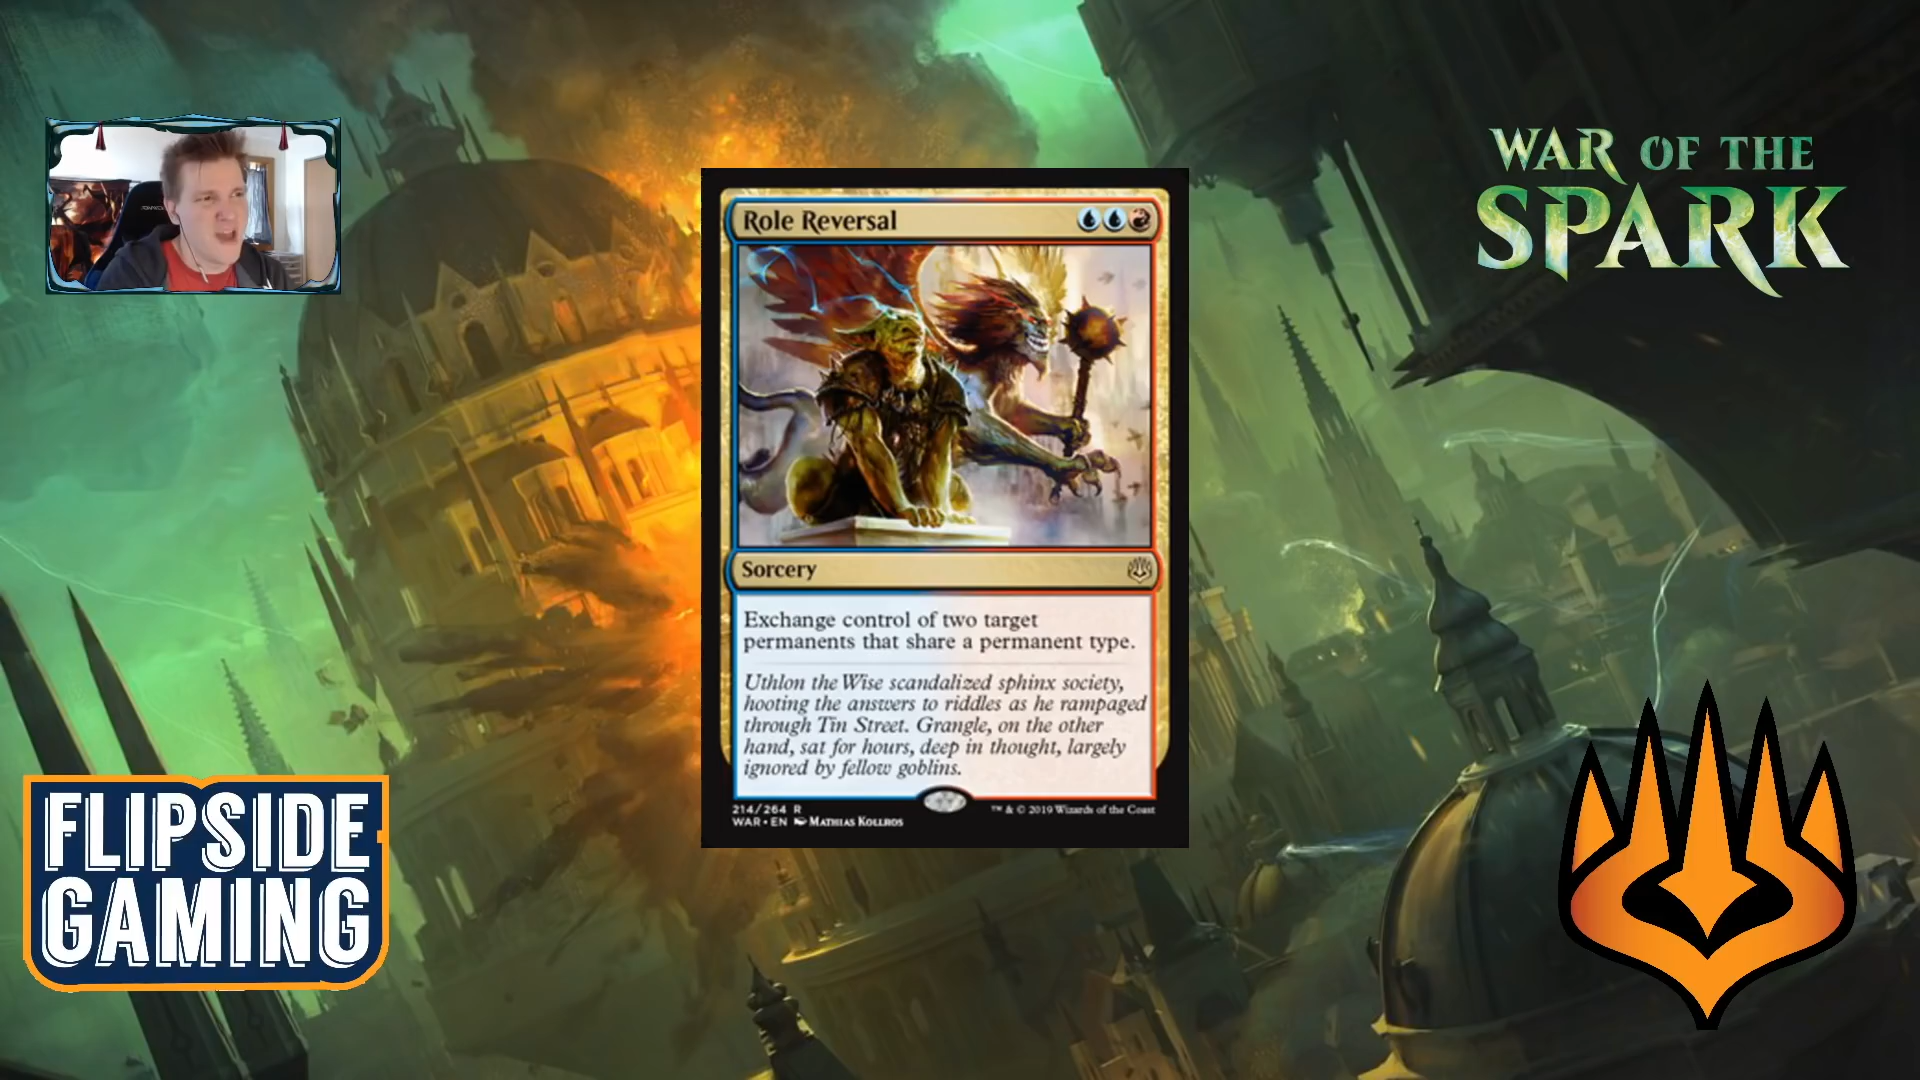 WAR OF THE
SPARK
Role Reversal
Sorcery
Exchange control of two target
permanents that share a permanent type.
Uthlon the Wise scandalized sphinx society,
hooting the answers to riddles as he rampaged
through Tin Street. Grangle, on the other
hand, sat for hours, deep in thought, largely
ignored by fellow goblins.
214/264 R
WAR • EN Mathias Kollros
™ & © 2019 Wizards of the Coast
FLIPSIDE
GAMING